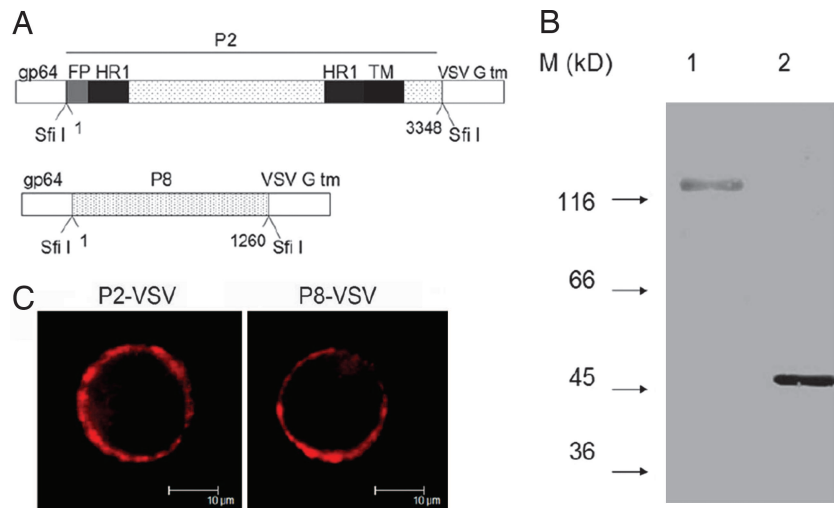 A
P2
gp64 FP HR1 HR1 TM VSV G tm
Sfi I 1 3348 Sfi I
gp64 P8 VSV G tm
Sfi I 1 1260 Sfi I
B
M (kD) 1 2
116
66
45
36
C
P2-VSV P8-VSV
10 µm 10 µm